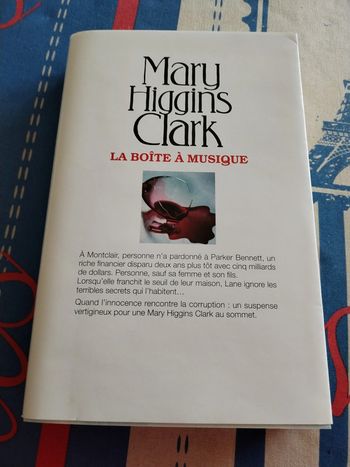 Mary
Higgins
Clark
LA BOÎTE À MUSIQUE
À Montclair, personne n'a pardonné à Parker Bennett, un
riche financier disparu deux ans plus tôt avec cinq milliards
de dollars. Personne, sauf sa femme et son fils.
Lorsqu'elle franchit le seuil de leur maison, Lane ignore les
terribles secrets qui l'habitent...
Quand l'innocence rencontre la corruption : un suspense
vertigineux pour une Mary Higgins Clark au sommet.